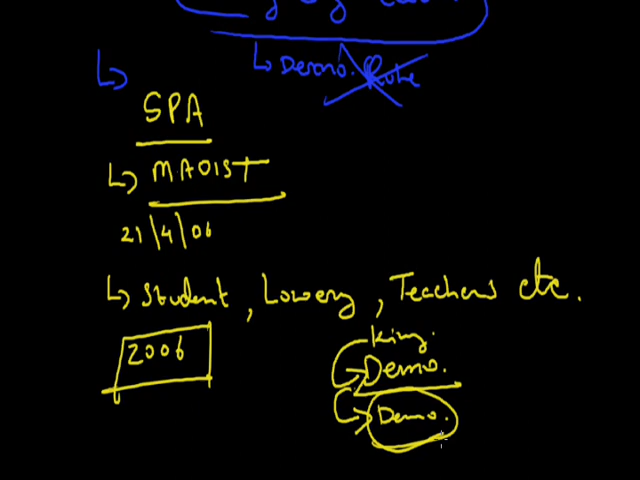 ↳ Demo. Rule
↳
SPA
↳ MAOIST
21/4/06
↳ Student, Lowery, Teachers etc.
2006
King.
Demo.
Demo.